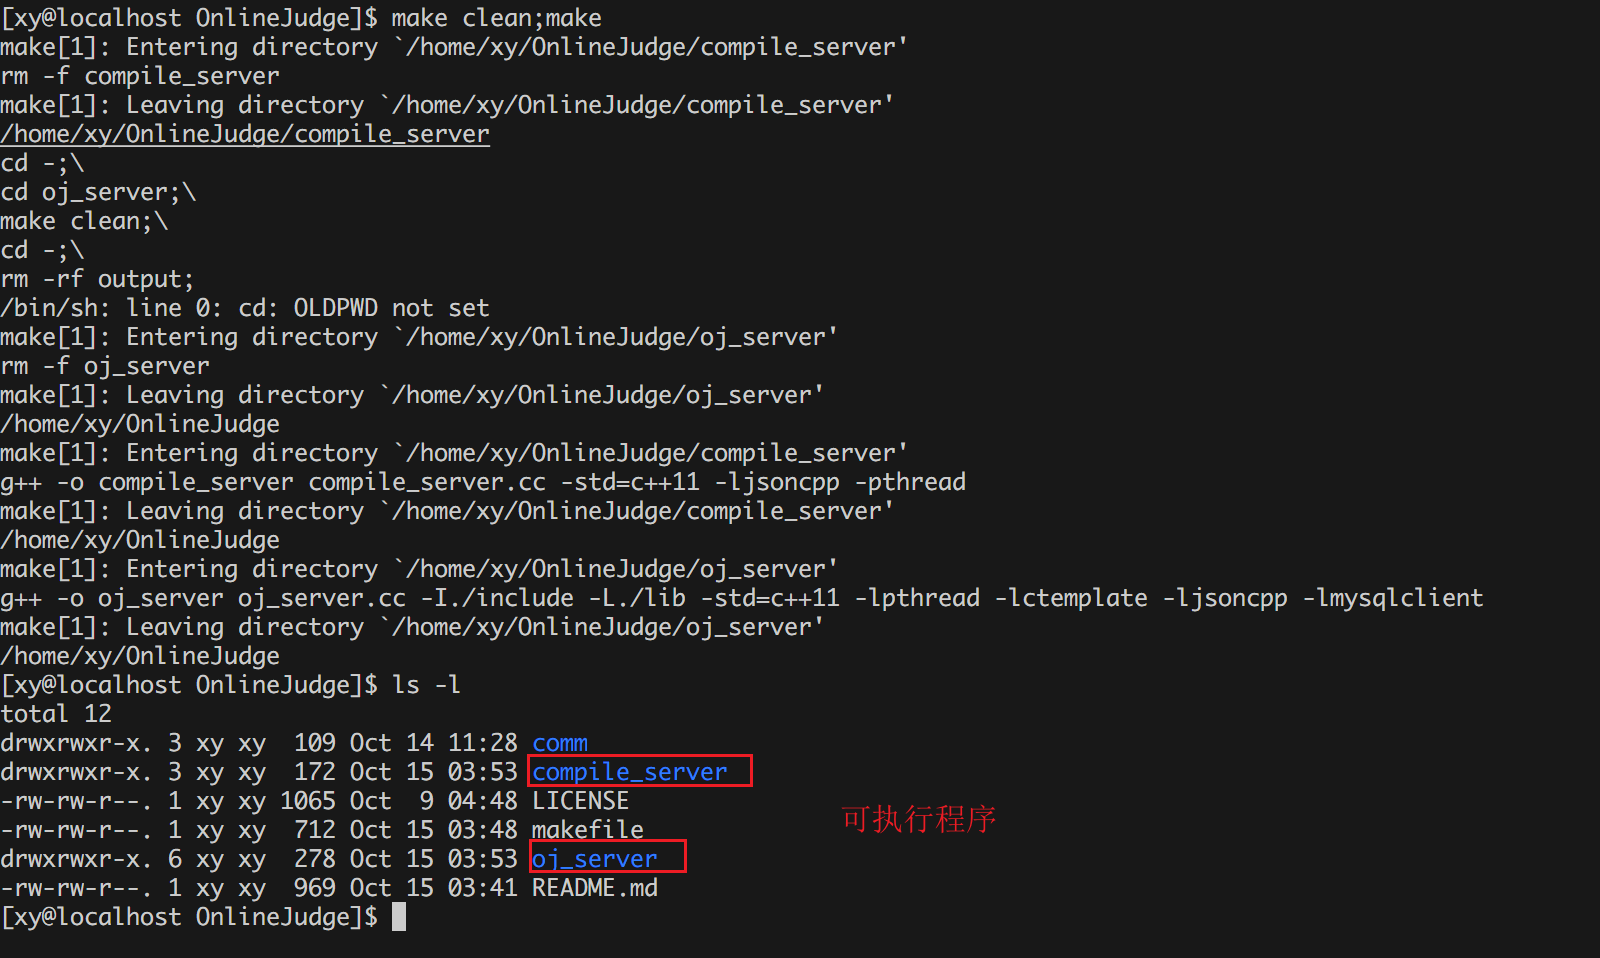 [xy@localhost OnlineJudge]$ make clean;make
make[1]: Entering directory `/home/xy/OnlineJudge/compile_server'
rm -f compile_server
make[1]: Leaving directory `/home/xy/OnlineJudge/compile_server'
/home/xy/OnlineJudge/compile_server
cd -;\
cd oj_server;\
make clean;\
cd -;\
rm -rf output;
/bin/sh: line 0: cd: OLDPWD not set
make[1]: Entering directory `/home/xy/OnlineJudge/oj_server'
rm -f oj_server
make[1]: Leaving directory `/home/xy/OnlineJudge/oj_server'
/home/xy/OnlineJudge
make[1]: Entering directory `/home/xy/OnlineJudge/compile_server'
g++ -o compile_server compile_server.cc -std=c++11 -ljsoncpp -pthread
make[1]: Leaving directory `/home/xy/OnlineJudge/compile_server'
/home/xy/OnlineJudge
make[1]: Entering directory `/home/xy/OnlineJudge/oj_server'
g++ -o oj_server oj_server.cc -I./include -L./lib -std=c++11 -lpthread -lctemplate -ljsoncpp -lmysqlclient
make[1]: Leaving directory `/home/xy/OnlineJudge/oj_server'
/home/xy/OnlineJudge
[xy@localhost OnlineJudge]$ ls -l
total 12
drwxrwxr-x. 3 xy xy  109 Oct 14 11:28 comm
drwxrwxr-x. 3 xy xy  172 Oct 15 03:53 compile_server
-rw-rw-r--. 1 xy xy 1065 Oct  9 04:48 LICENSE
可执行程序
-rw-rw-r--. 1 xy xy  712 Oct 15 03:48 makefile
drwxrwxr-x. 6 xy xy  278 Oct 15 03:53 oj_server
-rw-rw-r--. 1 xy xy  969 Oct 15 03:41 README.md
[xy@localhost OnlineJudge]$